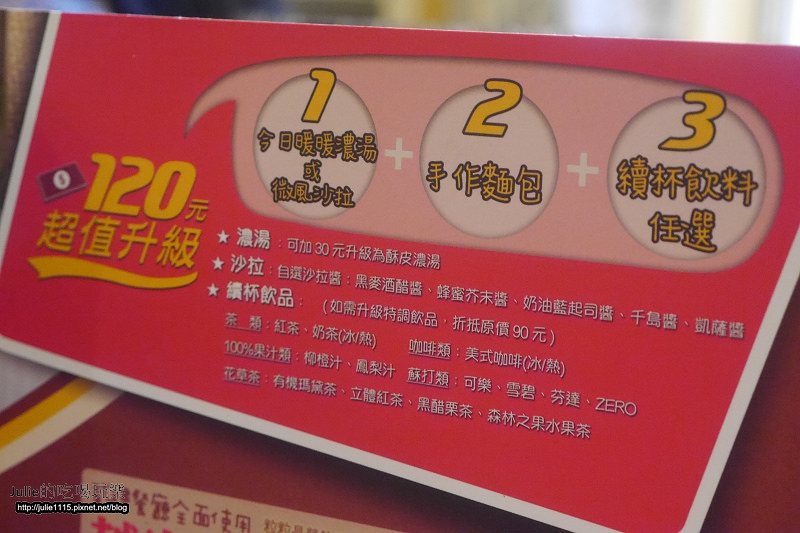 120元
超值升級
1
今日暖暖濃湯
或
微風沙拉
+
2
手作麵包
+
3
續杯飲料
任選
★ 濃湯：可加30元升級為酥皮濃湯
★ 沙拉：自選沙拉醬：黑麥酒醋醬、蜂蜜芥末醬、奶油藍起司醬、千島醬、凱薩醬
★ 續杯飲品：(如需升級特調飲品，折抵原價90元)
茶 類：紅茶、奶茶(冰/熱) 咖啡類：美式咖啡(冰/熱)
100%果汁類：柳橙汁、鳳梨汁 蘇打類：可樂、雪碧、芬達、ZERO
花草茶：有機瑪黛茶、立體紅茶、黑醋栗茶、森林之果水果茶
Julie的吃喝玩樂
http://julie1115.pixnet.net/blog
餐廳全面使用